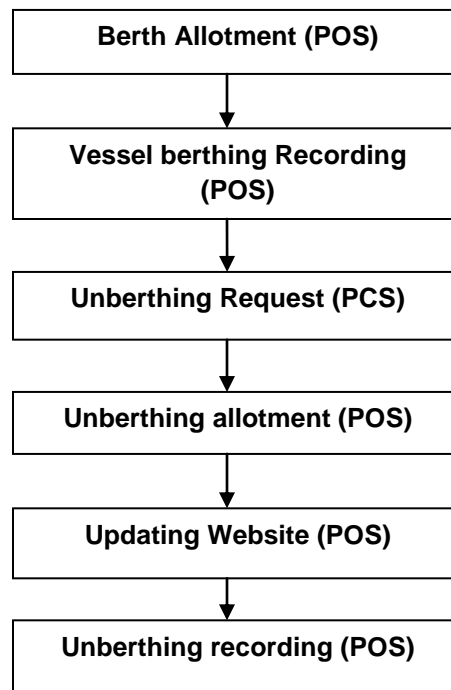 Berth Allotment (POS)
Vessel berthing Recording
(POS)
Unberthing Request (PCS)
Unberthing allotment (POS)
Updating Website (POS)
Unberthing recording (POS)